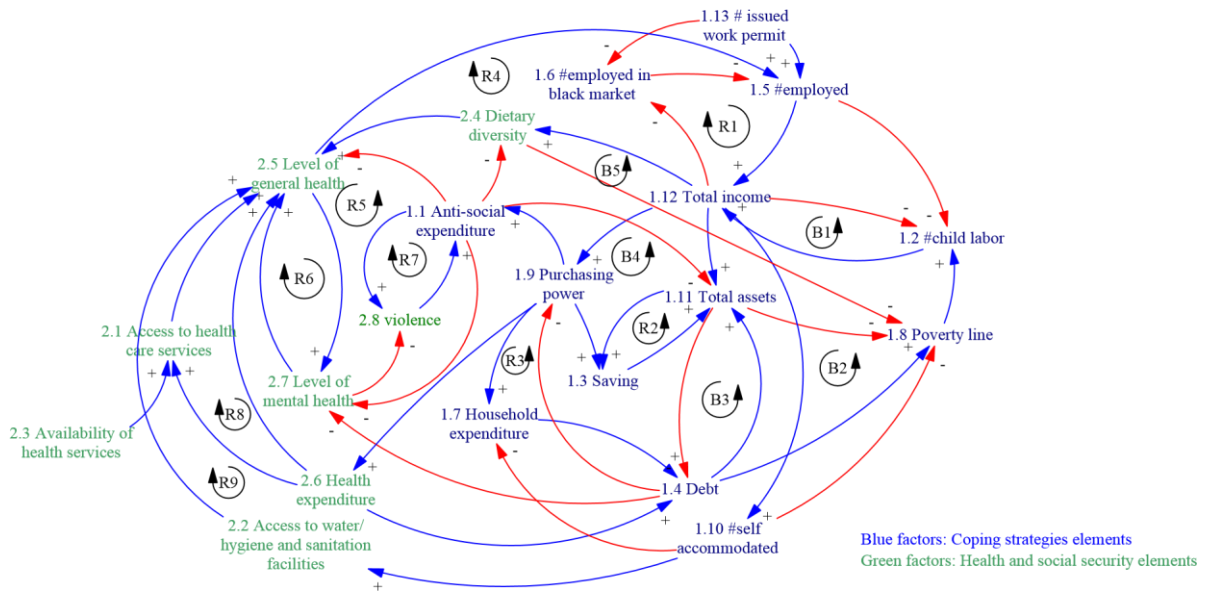 1.13 # issued
work permit
1.6 #employed in
black market
1.5 #employed
R4
2.4 Dietary
diversity
R1
2.5 Level of
general health
B5
1.12 Total income
R5
1.1 Anti-social
expenditure
B1
1.2 #child labor
R7
B4
R6
1.9 Purchasing
power
1.11 Total assets
2.8 violence
R2
2.1 Access to health
care services
1.8 Poverty line
R3
B2
1.3 Saving
2.7 Level of
mental health
B3
R8
1.7 Household
expenditure
2.3 Availability of
health services
R9
2.6 Health
expenditure
1.4 Debt
2.2 Access to water/
hygiene and sanitation
facilities
1.10 #self
accommodated
Blue factors: Coping strategies elements
Green factors: Health and social security elements